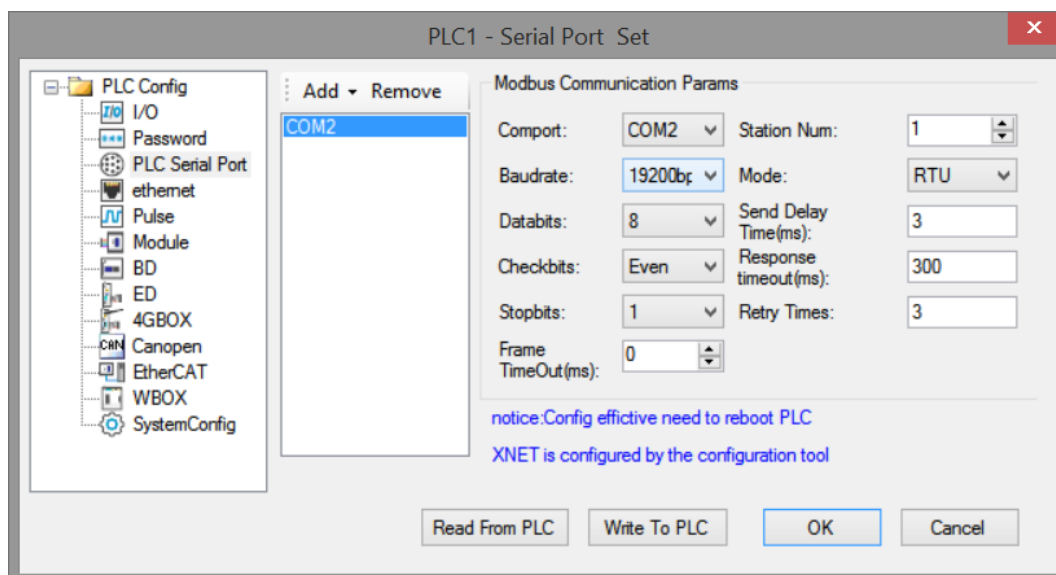 PLC1 - Serial Port Set
PLC Config
I/O
Password
PLC Serial Port
ethernet
Pulse
Module
BD
ED
4GBOX
CAN Canopen
EtherCAT
WBOX
SystemConfig
Add Remove
COM2
Modbus Communication Params
Comport: COM2 Station Num: 1
Baudrate: 19200bp Mode: RTU
Databits: 8 Send Delay Time(ms): 3
Checkbits: Even Response timeout(ms): 300
Stopbits: 1 Retry Times: 3
Frame TimeOut(ms): 0
notice:Config effictive need to reboot PLC
XNET is configured by the configuration tool
Read From PLC Write To PLC OK Cancel